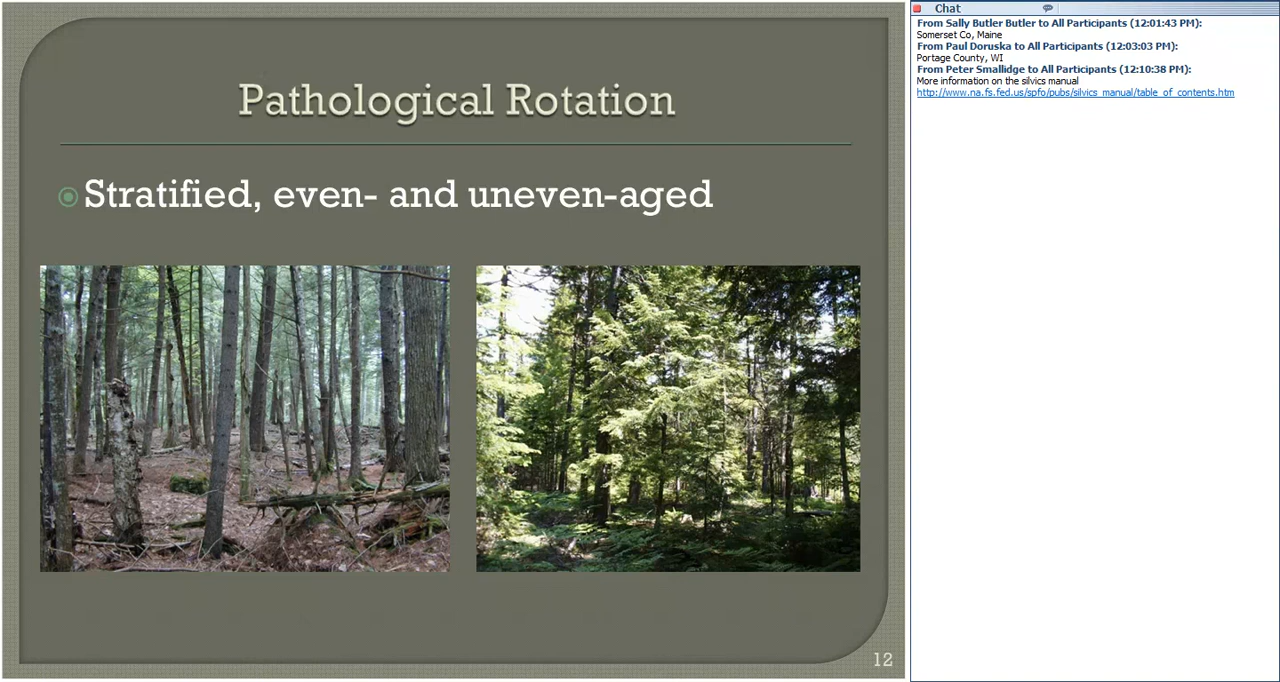 Pathological Rotation
Stratified, even- and uneven-aged
12
Chat
From Sally Butler Butler to All Participants (12:01:43 PM):
Somerset Co, Maine
From Paul Doruska to All Participants (12:03:03 PM):
Portage County, WI
From Peter Smallidge to All Participants (12:10:38 PM):
More information on the silvics manual
http://www.na.fs.fed.us/spfo/pubs/silvics_manual/table_of_contents.htm